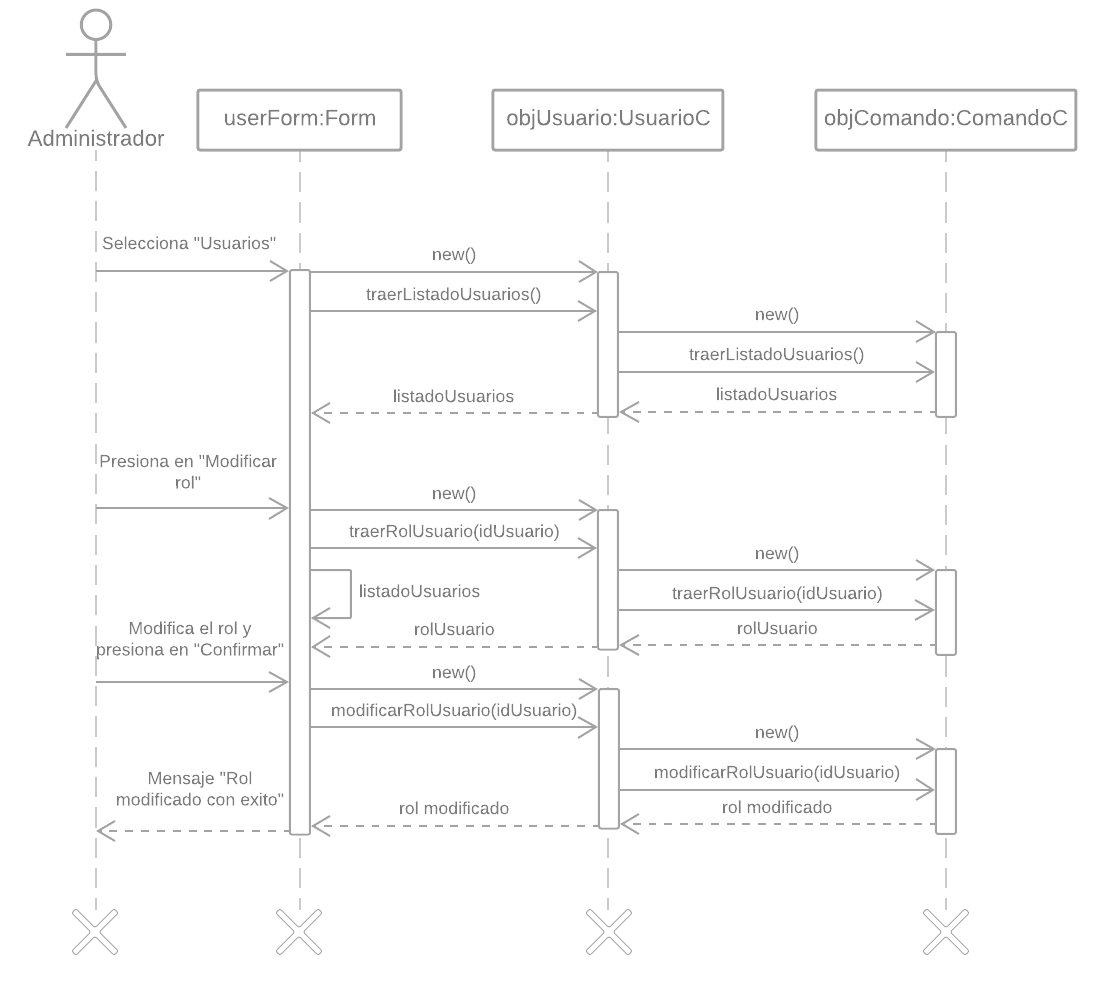 Administrador
userForm:Form
objUsuario:UsuarioC
objComando:ComandoC
Selecciona "Usuarios"
new()
traerListadoUsuarios()
new()
traerListadoUsuarios()
listadoUsuarios
listadoUsuarios
Presiona en "Modificar
rol"
new()
traerRolUsuario(idUsuario)
new()
traerRolUsuario(idUsuario)
listadoUsuarios
rolUsuario
rolUsuario
Modifica el rol y
presiona en "Confirmar"
new()
modificarRolUsuario(idUsuario)
new()
modificarRolUsuario(idUsuario)
rol modificado
rol modificado
Mensaje "Rol
modificado con exito"